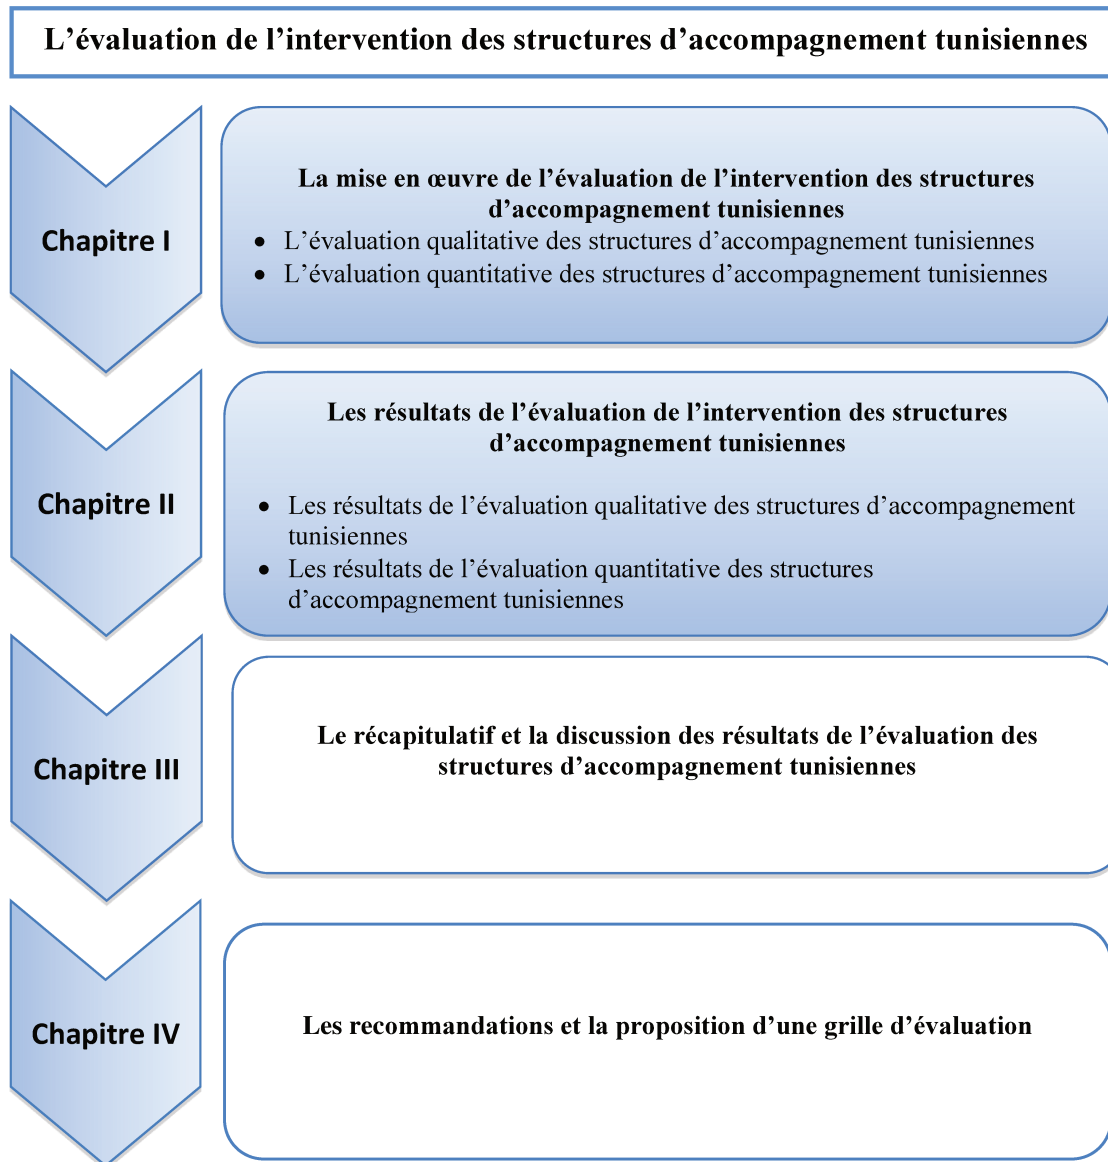 L’évaluation de l’intervention des structures d’accompagnement tunisiennes
Chapitre I
La mise en œuvre de l’évaluation de l’intervention des structures
d’accompagnement tunisiennes
• L’évaluation qualitative des structures d’accompagnement tunisiennes
• L’évaluation quantitative des structures d’accompagnement tunisiennes
Chapitre II
Les résultats de l’évaluation de l’intervention des structures
d’accompagnement tunisiennes
• Les résultats de l’évaluation qualitative des structures d’accompagnement
tunisiennes
• Les résultats de l’évaluation quantitative des structures
d’accompagnement tunisiennes
Chapitre III
Le récapitulatif et la discussion des résultats de l’évaluation des
structures d’accompagnement tunisiennes
Chapitre IV
Les recommandations et la proposition d’une grille d’évaluation